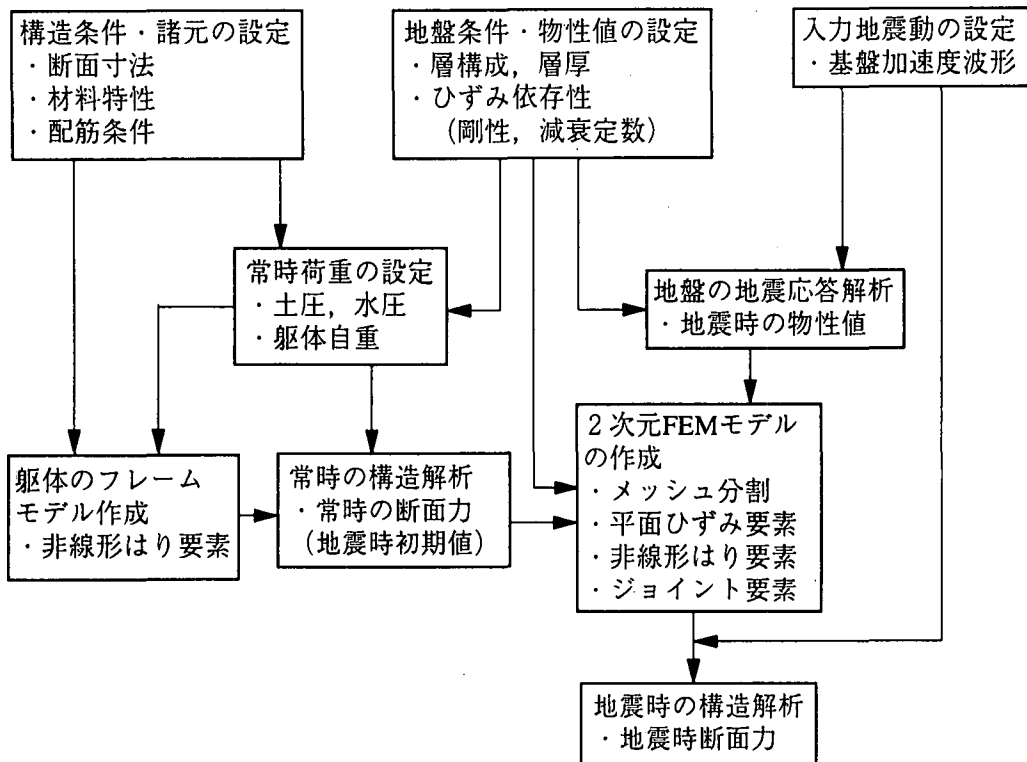 構造条件・諸元の設定
・断面寸法
・材料特性
・配筋条件
地盤条件・物性値の設定
・層構成，層厚
・ひずみ依存性
（剛性，減衰定数）
入力地震動の設定
・基盤加速度波形
常時荷重の設定
・土圧，水圧
・躯体自重
地盤の地震応答解析
・地震時の物性値
躯体のフレーム
モデル作成
・非線形はり要素
常時の構造解析
・常時の断面力
（地震時初期値）
２次元FEMモデル
の作成
・メッシュ分割
・平面ひずみ要素
・非線形はり要素
・ジョイント要素
地震時の構造解析
・地震時断面力